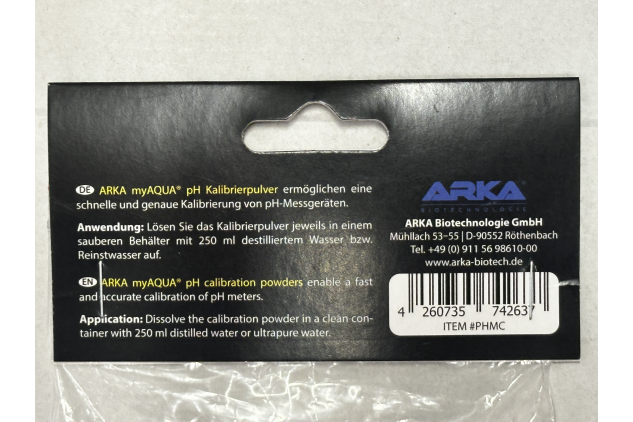 DE ARKA myAQUA® pH Kalibrierpulver ermöglichen eine
schnelle und genaue Kalibrierung von pH-Messgeräten.
Anwendung: Lösen Sie das Kalibrierpulver jeweils in einem
sauberen Behälter mit 250 ml destilliertem Wasser bzw.
Reinstwasser auf.
EN ARKA myAQUA® pH calibration powders enable a fast
and accurate calibration of pH meters.
Application: Dissolve the calibration powder in a clean con-
tainer with 250 ml distilled water or ultrapure water.
ARKA®
BIOTECHNOLOGIE
ARKA Biotechnologie GmbH
Mühllach 53–55 | D-90552 Röthenbach
Tel. +49 (0) 911 56 98610-00
www.arka-biotech.de
4 260735 742637
ITEM #PHMC